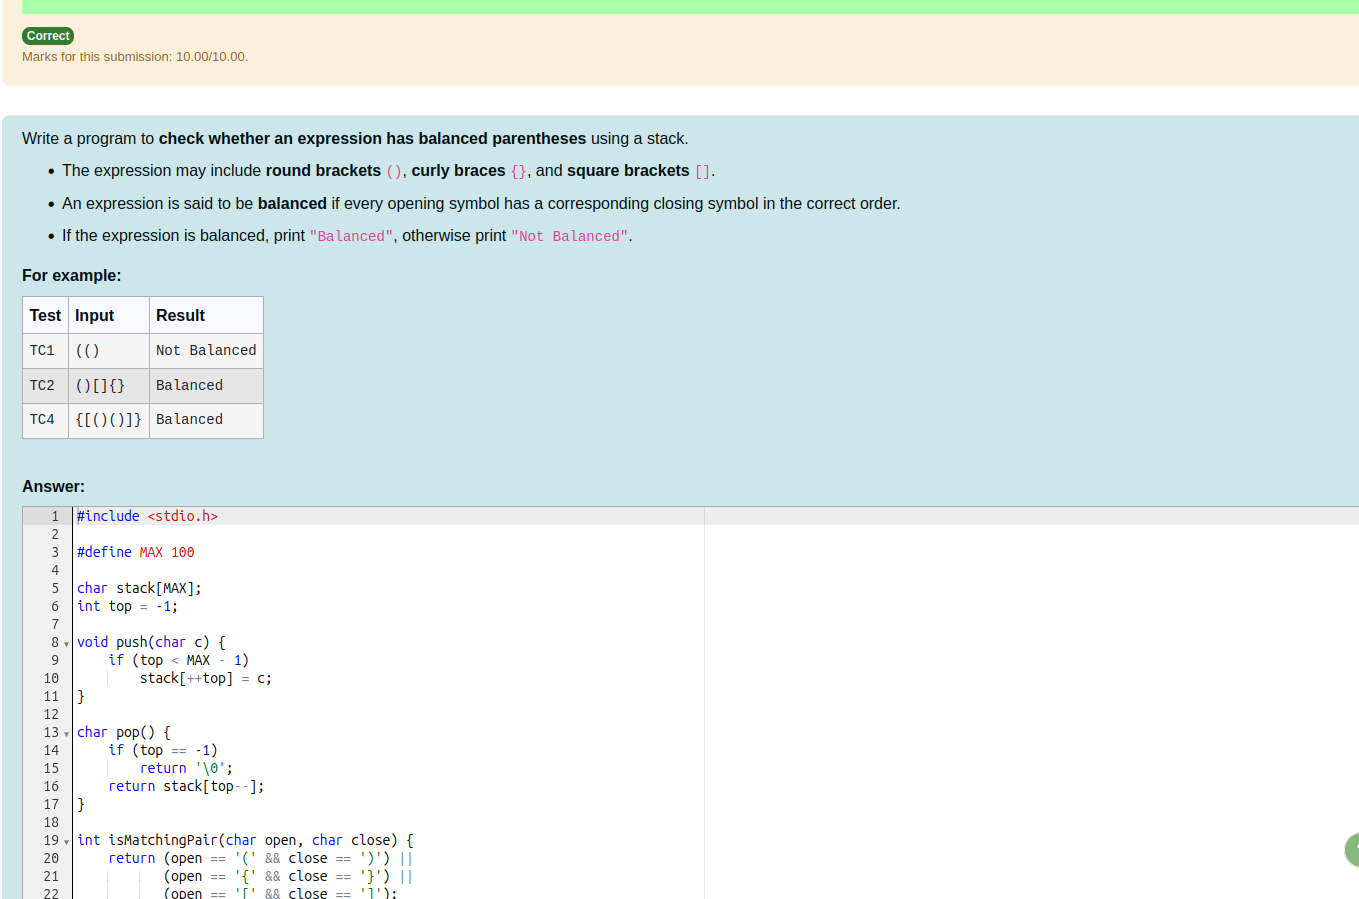 Correct
Marks for this submission: 10.00/10.00.
Write a program to check whether an expression has balanced parentheses using a stack.
• The expression may include round brackets (), curly braces {}, and square brackets [].
• An expression is said to be balanced if every opening symbol has a corresponding closing symbol in the correct order.
• If the expression is balanced, print "Balanced", otherwise print "Not Balanced".
For example:
Test Input Result
TC1 (() Not Balanced
TC2 ()[]{} Balanced
TC4 {[()()]} Balanced
Answer:
1 #include <stdio.h>
2
3 #define MAX 100
4
5 char stack[MAX];
6 int top = -1;
7
8 void push(char c) {
9     if (top < MAX - 1)
10         stack[++top] = c;
11 }
12
13 char pop() {
14     if (top == -1)
15         return '\0';
16     return stack[top--];
17 }
18
19 int isMatchingPair(char open, char close) {
20     return (open == '(' && close == ')') ||
21            (open == '{' && close == '}') ||
22            (open == '[' && close == ']');